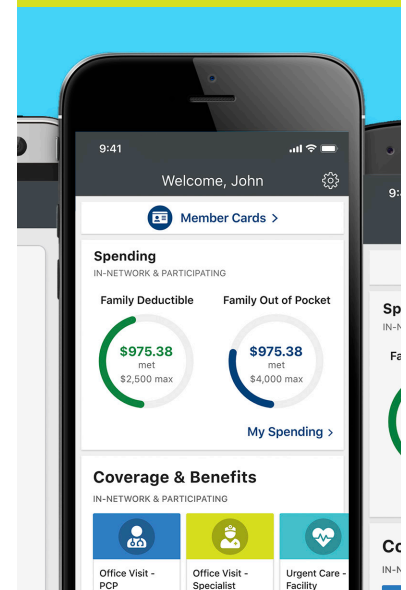 9:41
Welcome, John
Member Cards >
Spending
IN-NETWORK & PARTICIPATING
Family Deductible
Family Out of Pocket
$975.38
met
$2,500 max
$975.38
met
$4,000 max
My Spending >
Coverage & Benefits
IN-NETWORK & PARTICIPATING
Office Visit -
PCP
Office Visit -
Specialist
Urgent Care -
Facility
9:
Sp
IN-N
Fa
Co
IN-N